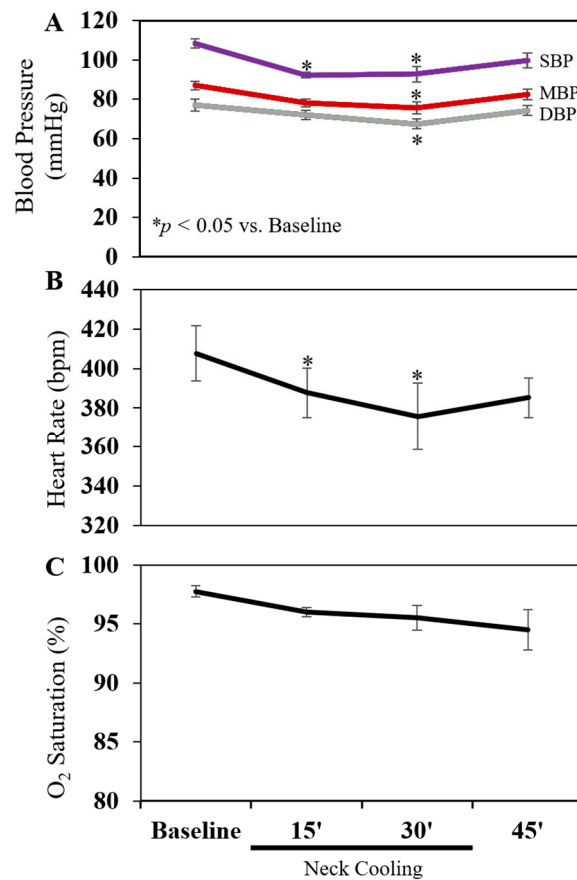 A
Blood Pressure
(mmHg)
120
100
80
60
40
20
0
*
*
*
*
SBP
MBP
DBP
*p < 0.05 vs. Baseline
B
Heart Rate (bpm)
440
420
400
380
360
340
320
*
*
C
O₂ Saturation (%)
100
95
90
85
80
Baseline 15' 30' 45'
Neck Cooling